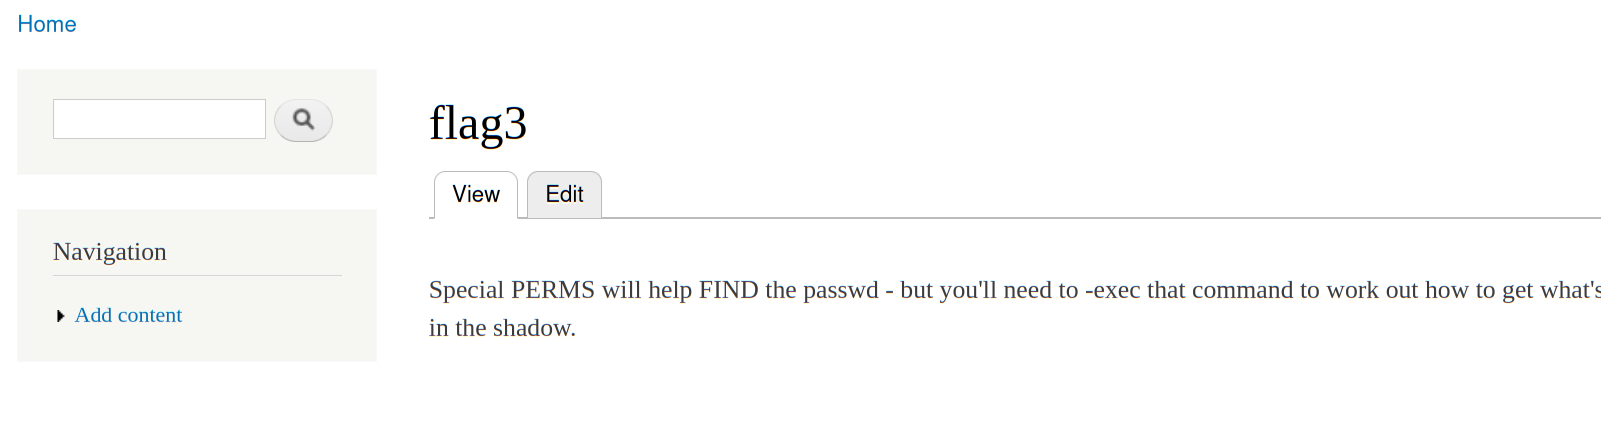 Home
flag3
View Edit
Navigation
Add content
Special PERMS will help FIND the passwd - but you'll need to -exec that command to work out how to get what's
in the shadow.